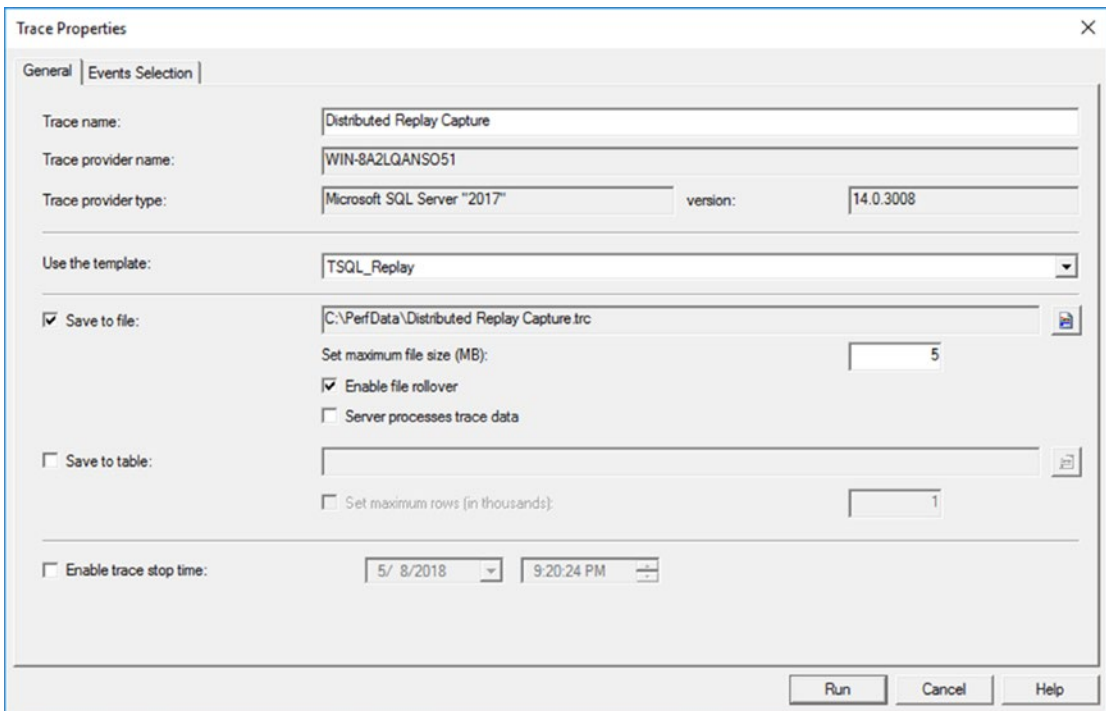 Trace Properties
General Events Selection
Trace name: Distributed Replay Capture
Trace provider name: WIN-8A2LQANSO51
Trace provider type: Microsoft SQL Server "2017" version: 14.0.3008
Use the template: TSQL_Replay
Save to file: C:\PerfData\Distributed Replay Capture.trc
Set maximum file size (MB): 5
Enable file rollover
Server processes trace data
Save to table:
Set maximum rows (in thousands): 1
Enable trace stop time: 5/ 8/2018 9:20:24 PM
Run Cancel Help